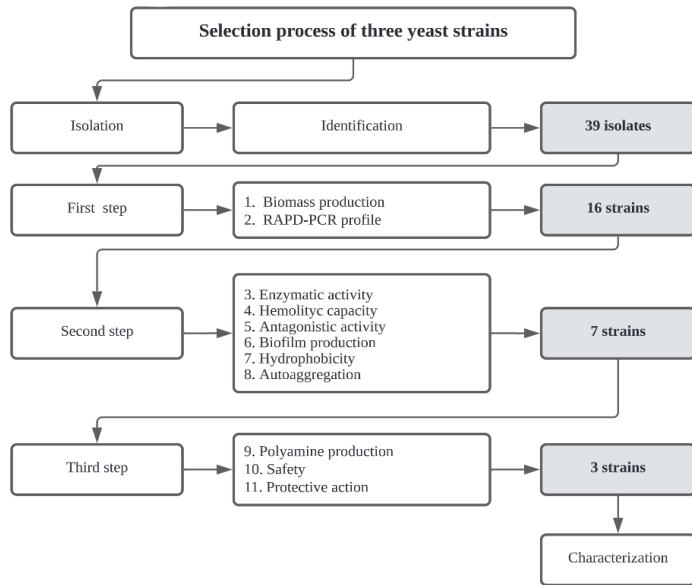 Selection process of three yeast strains
Isolation
Identification
39 isolates
First step
1. Biomass production
2. RAPD-PCR profile
16 strains
Second step
3. Enzymatic activity
4. Hemolityc capacity
5. Antagonistic activity
6. Biofilm production
7. Hydrophobicity
8. Autoaggregation
7 strains
Third step
9. Polyamine production
10. Safety
11. Protective action
3 strains
Characterization